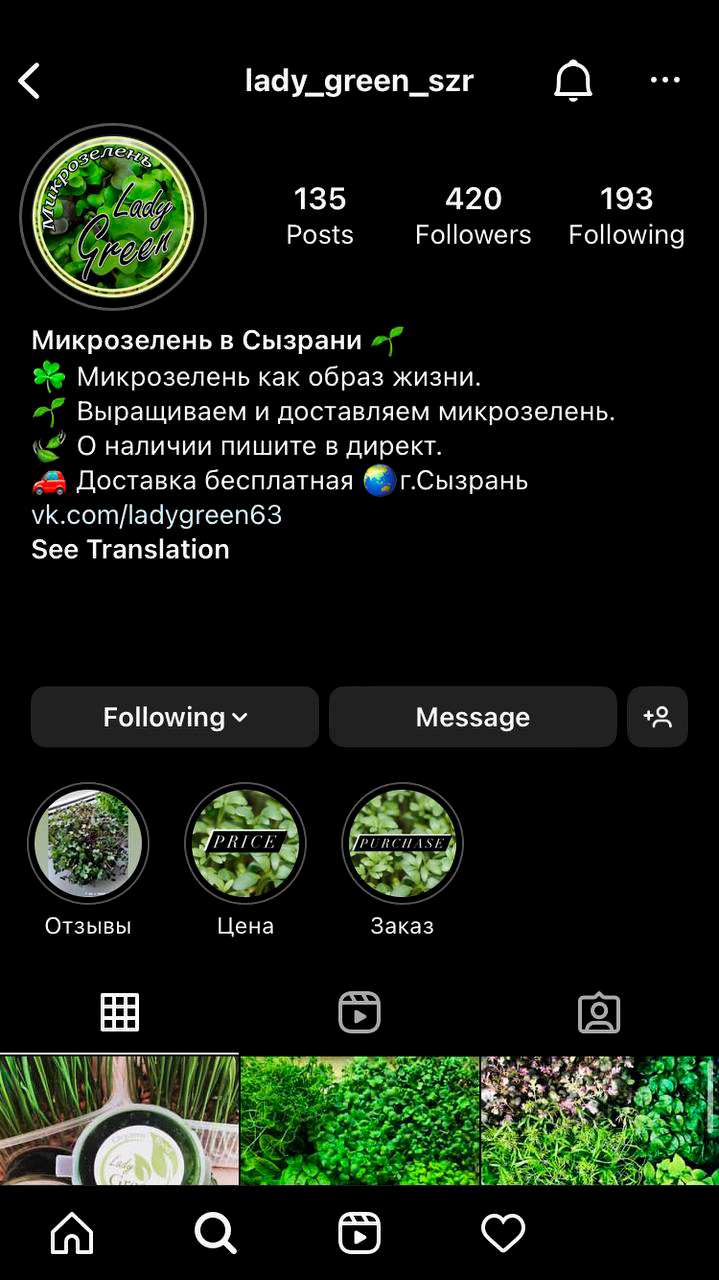 lady_green_szr
Микрозелень
Lady
Green
135
Posts
420
Followers
193
Following
Микрозелень в Сызрани
Микрозелень как образ жизни.
Выращиваем и доставляем микрозелень.
О наличии пишите в директ.
Доставка бесплатная г.Сызрань
vk.com/ladygreen63
See Translation
Following
Message
PRICE
PURCHASE
Отзывы
Цена
Заказ
Lady